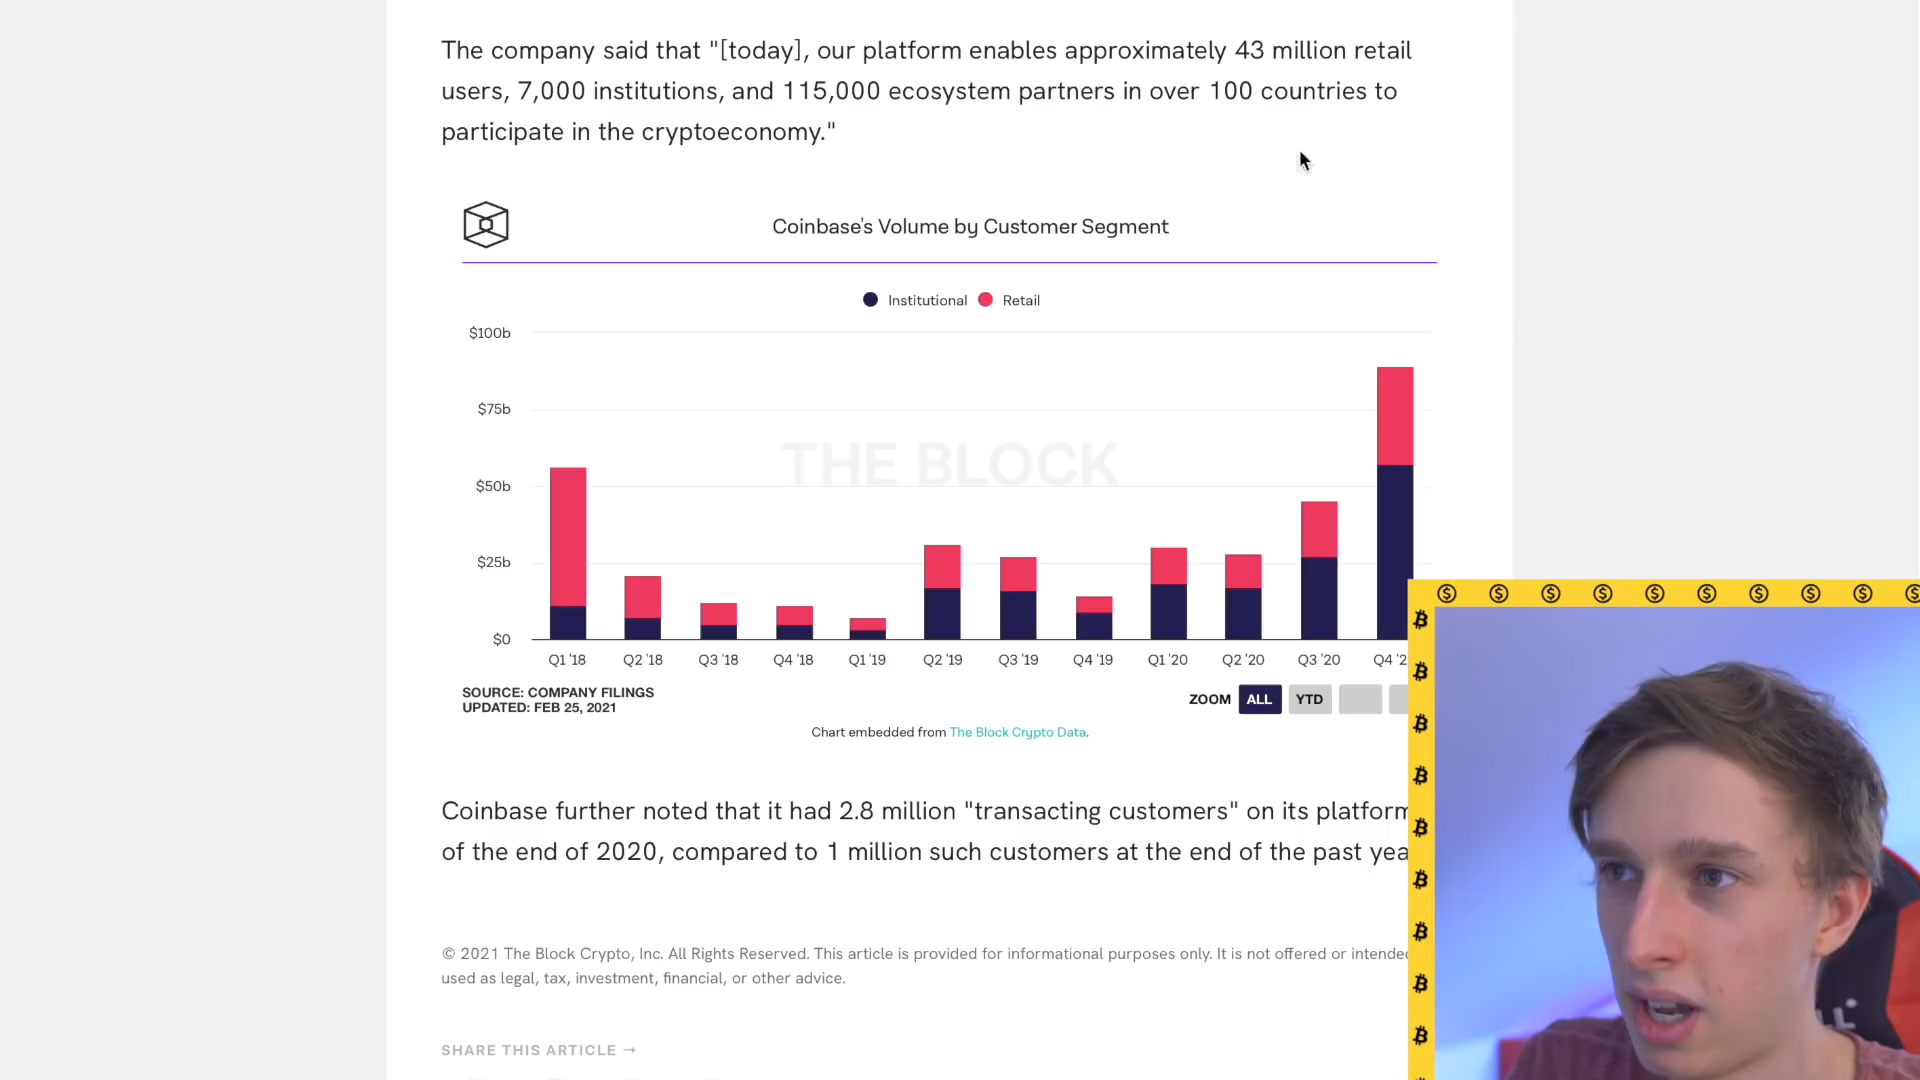 The company said that "[today], our platform enables approximately 43 million retail
users, 7,000 institutions, and 115,000 ecosystem partners in over 100 countries to
participate in the cryptoeconomy."
Coinbase's Volume by Customer Segment
Institutional Retail
$100b
$75b
$50b
$25b
$0
THE BLOCK
Q1 '18 Q2 '18 Q3 '18 Q4 '18 Q1 '19 Q2 '19 Q3 '19 Q4 '19 Q1 '20 Q2 '20 Q3 '20 Q4 '2
SOURCE: COMPANY FILINGS
UPDATED: FEB 25, 2021
ZOOM ALL YTD
Chart embedded from The Block Crypto Data.
Coinbase further noted that it had 2.8 million "transacting customers" on its platform
of the end of 2020, compared to 1 million such customers at the end of the past yea
© 2021 The Block Crypto, Inc. All Rights Reserved. This article is provided for informational purposes only. It is not offered or intended
used as legal, tax, investment, financial, or other advice.
SHARE THIS ARTICLE →